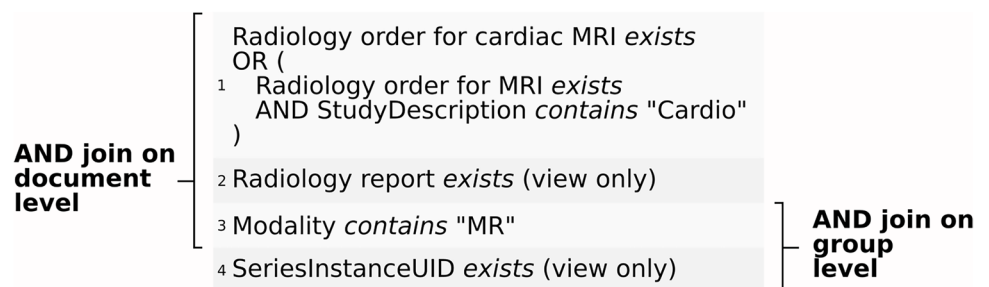 AND join on
document
level
Radiology order for cardiac MRI exists
OR (
1 Radiology order for MRI exists
AND StudyDescription contains "Cardio"
)
2 Radiology report exists (view only)
3 Modality contains "MR"
4 SeriesInstanceUID exists (view only)
AND join on
group
level